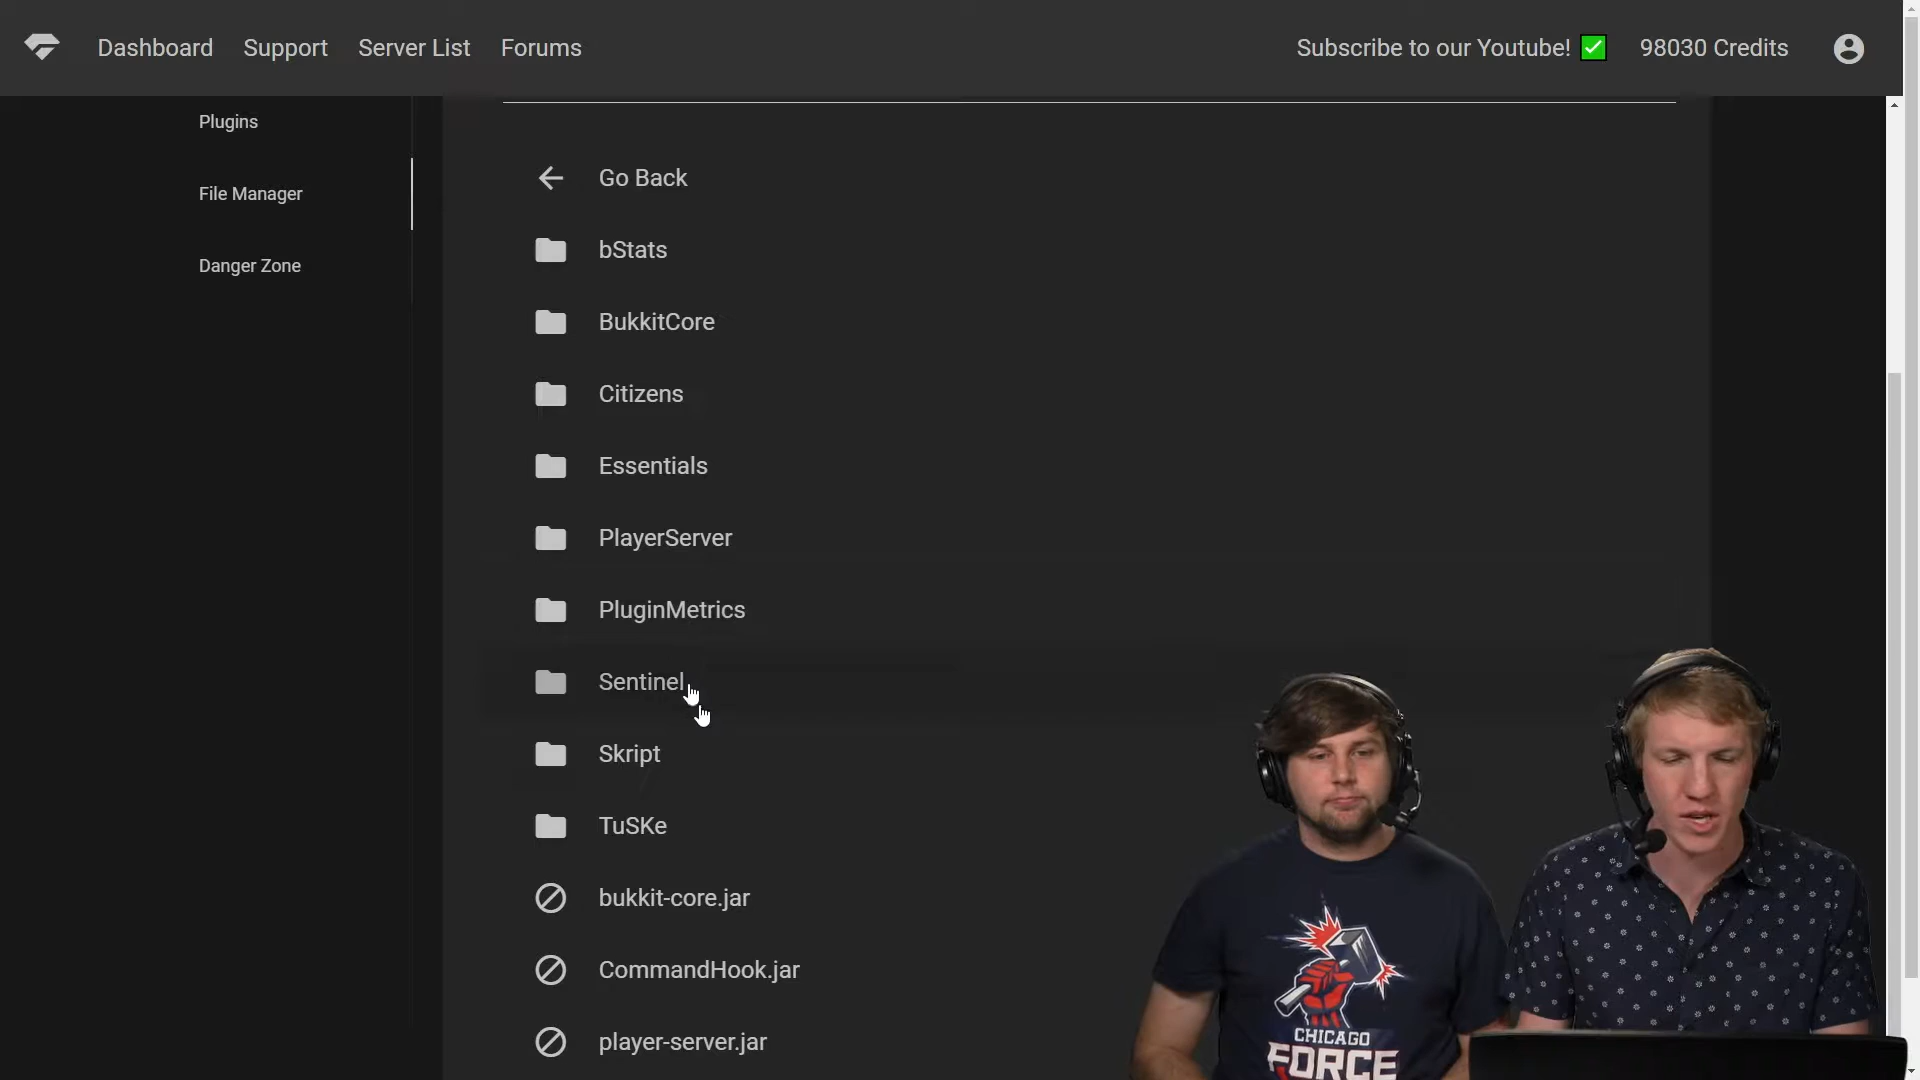 Dashboard Support Server List Forums Subscribe to our Youtube! 98030 Credits
Plugins
File Manager
Danger Zone
Go Back
bStats
BukkitCore
Citizens
Essentials
PlayerServer
PluginMetrics
Sentinel
Skript
TuSKe
bukkit-core.jar
CommandHook.jar
player-server.jar
CHICAGO
FORCE